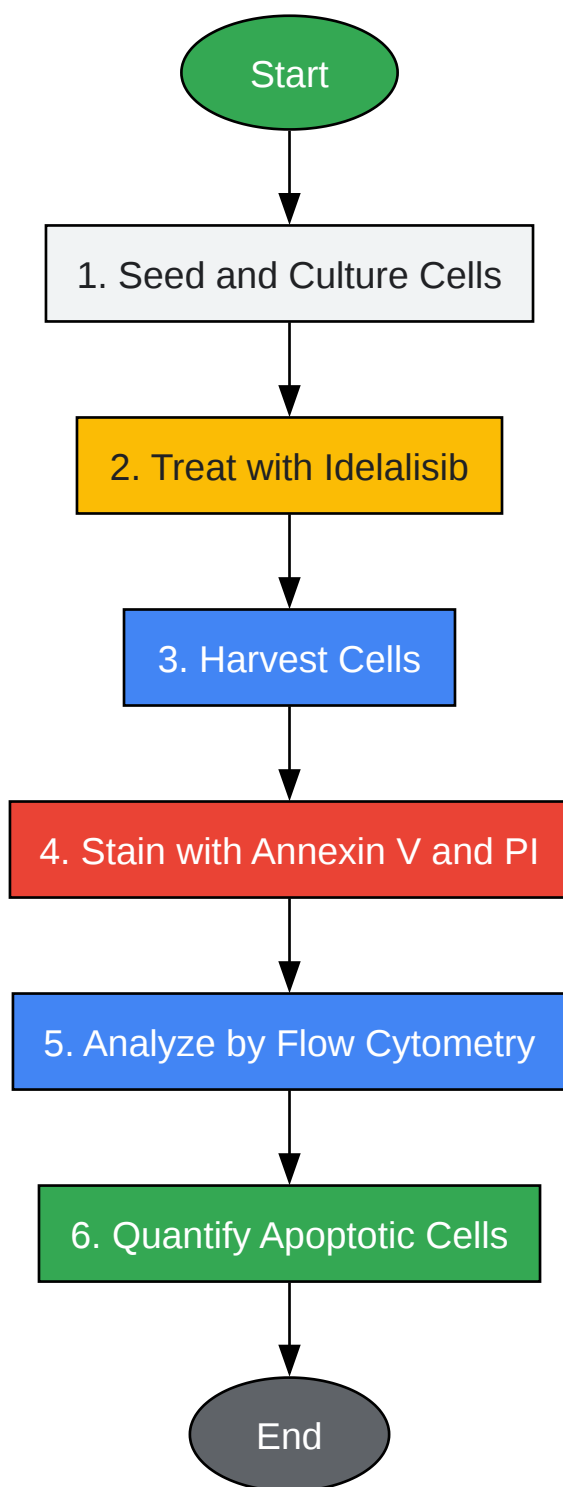 Start
1. Seed and Culture Cells
2. Treat with Idelalisib
3. Harvest Cells
4. Stain with Annexin V and PI
5. Analyze by Flow Cytometry
6. Quantify Apoptotic Cells
End